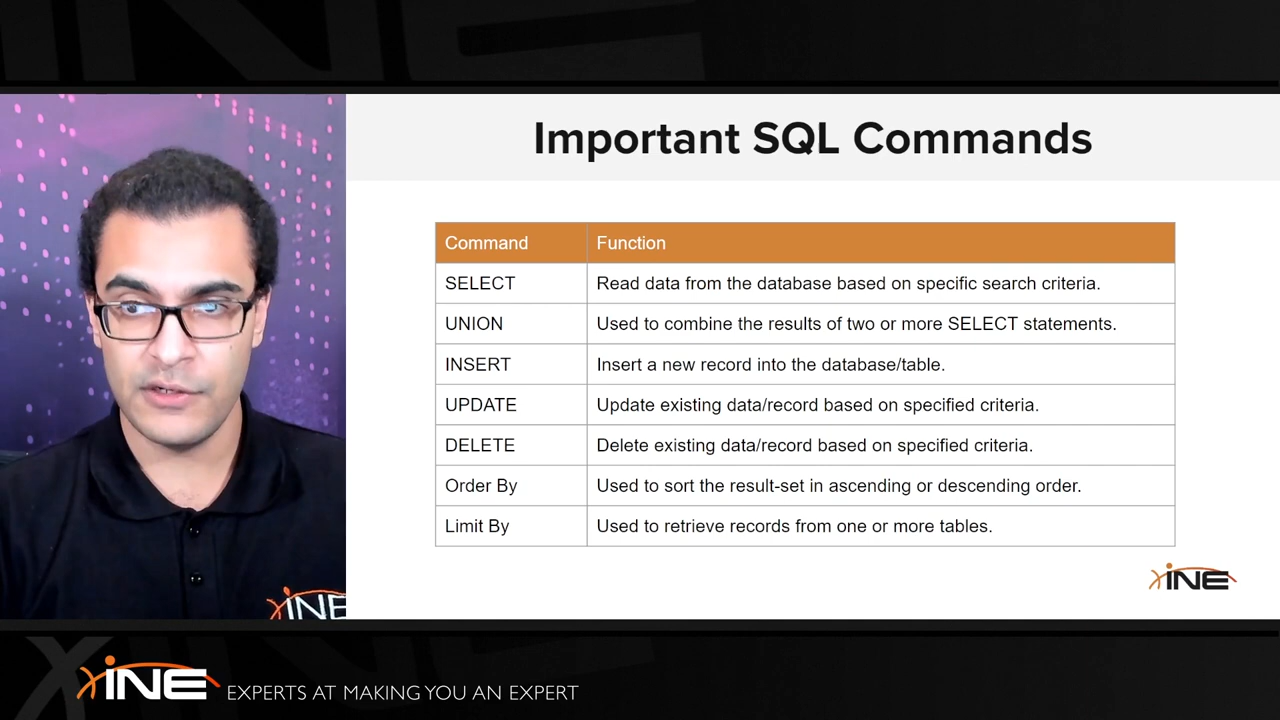 Important SQL Commands
Command Function
SELECT Read data from the database based on specific search criteria.
UNION Used to combine the results of two or more SELECT statements.
INSERT Insert a new record into the database/table.
UPDATE Update existing data/record based on specified criteria.
DELETE Delete existing data/record based on specified criteria.
Order By Used to sort the result-set in ascending or descending order.
Limit By Used to retrieve records from one or more tables.
INE
INE
INE EXPERTS AT MAKING YOU AN EXPERT